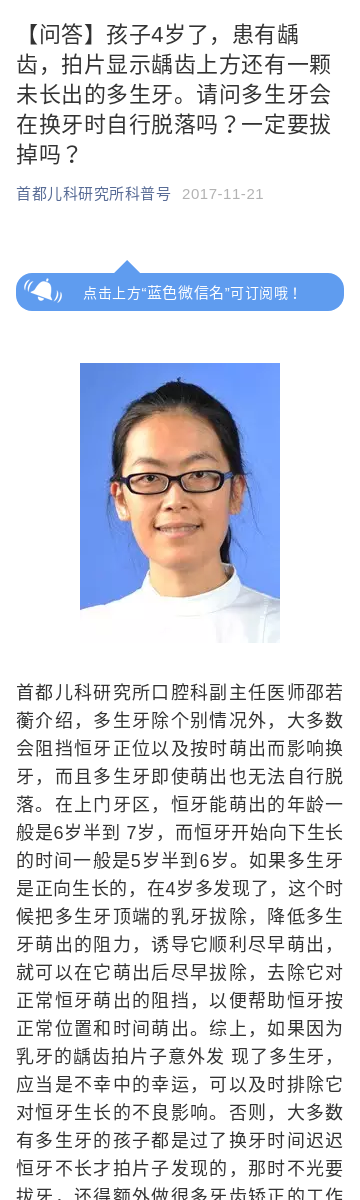 【问答】孩子4岁了，患有龋
齿，拍片显示龋齿上方还有一颗
未长出的多生牙。请问多生牙会
在换牙时自行脱落吗？一定要拔
掉吗？
首都儿科研究所科普号 2017-11-21
点击上方“蓝色微信名”可订阅哦！
首都儿科研究所口腔科副主任医师邵若
蘅介绍，多生牙除个别情况外，大多数
会阻挡恒牙正位以及按时萌出而影响换
牙，而且多生牙即使萌出也无法自行脱
落。在上门牙区，恒牙能萌出的年龄一
般是6岁半到 7岁，而恒牙开始向下生长
的时间一般是5岁半到6岁。如果多生牙
是正向生长的，在4岁多发现了，这个时
候把多生牙顶端的乳牙拔除，降低多生
牙萌出的阻力，诱导它顺利尽早萌出，
就可以在它萌出后尽早拔除，去除它对
正常恒牙萌出的阻挡，以便帮助恒牙按
正常位置和时间萌出。综上，如果因为
乳牙的龋齿拍片子意外发 现了多生牙，
应当是不幸中的幸运，可以及时排除它
对恒牙生长的不良影响。否则，大多数
有多生牙的孩子都是过了换牙时间迟迟
恒牙不长才拍片子发现的，那时不光要
拔牙，还得额外做很多牙齿矫正的工作